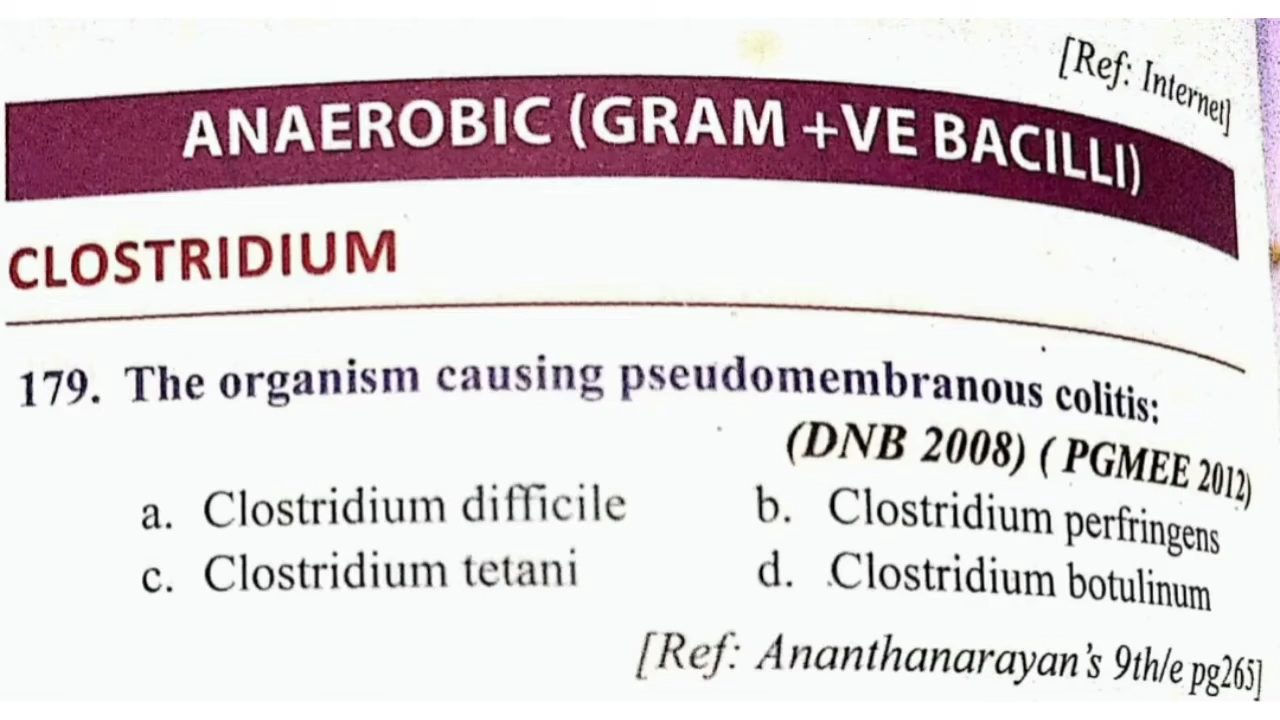 [Ref: Internet]
ANAEROBIC (GRAM +VE BACILLI)
CLOSTRIDIUM
179. The organism causing pseudomembranous colitis:
(DNB 2008) ( PGMEE 2012)
a. Clostridium difficile b. Clostridium perfringens
c. Clostridium tetani d. Clostridium botulinum
[Ref: Ananthanarayan's 9th/e pg265]